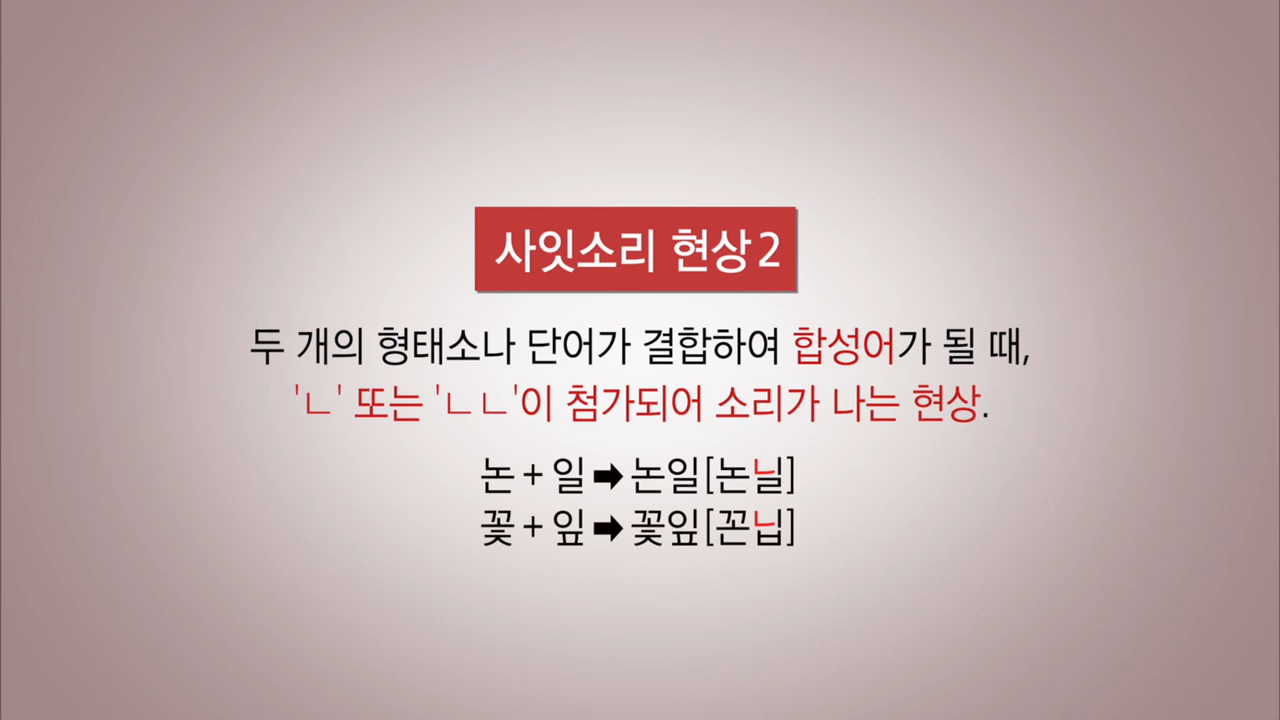 사잇소리 현상 2
두 개의 형태소나 단어가 결합하여 합성어가 될 때,
'ㄴ' 또는 'ㄴㄴ'이 첨가되어 소리가 나는 현상.
논 + 일 ➡ 논일[논닐]
꽃 + 잎 ➡ 꽃잎[꼰닙]